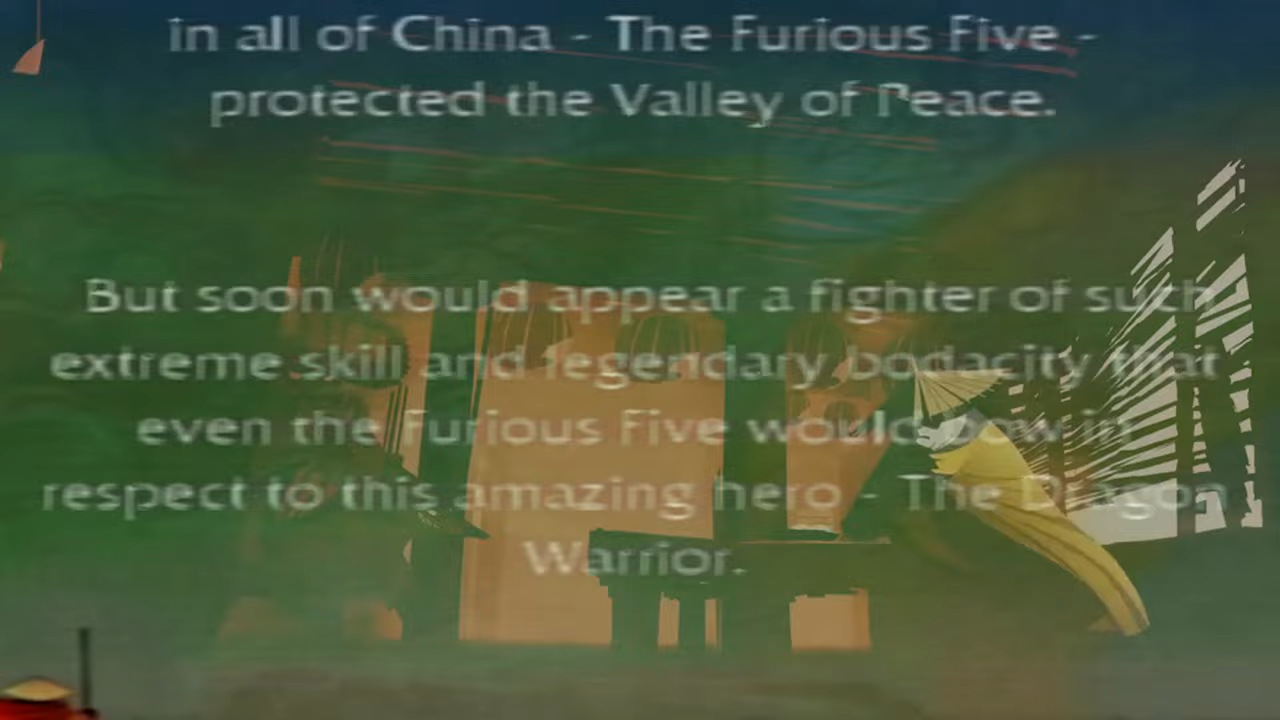 in all of China - The Furious Five -
protected the Valley of Peace.
But soon would appear a fighter of such
extreme skill and legendary bodacity that
even the Furious Five would bow in
respect to this amazing hero - The Dragon
Warrior.